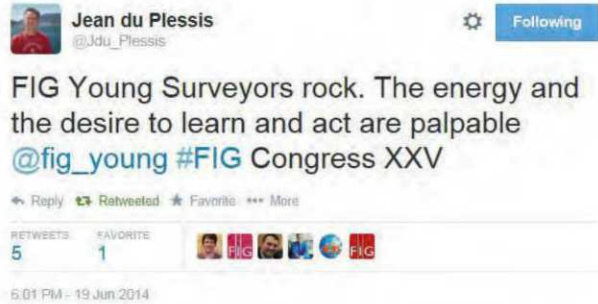 Jean du Plessis
@Jdu_Plessis
Following
FIG Young Surveyors rock. The energy and
the desire to learn and act are palpable
@fig_young #FIG Congress XXV
Reply Retweeted Favorite More
RETWEETS FAVORITE
5 1
FIG FIG
6:01 PM - 19 Jun 2014